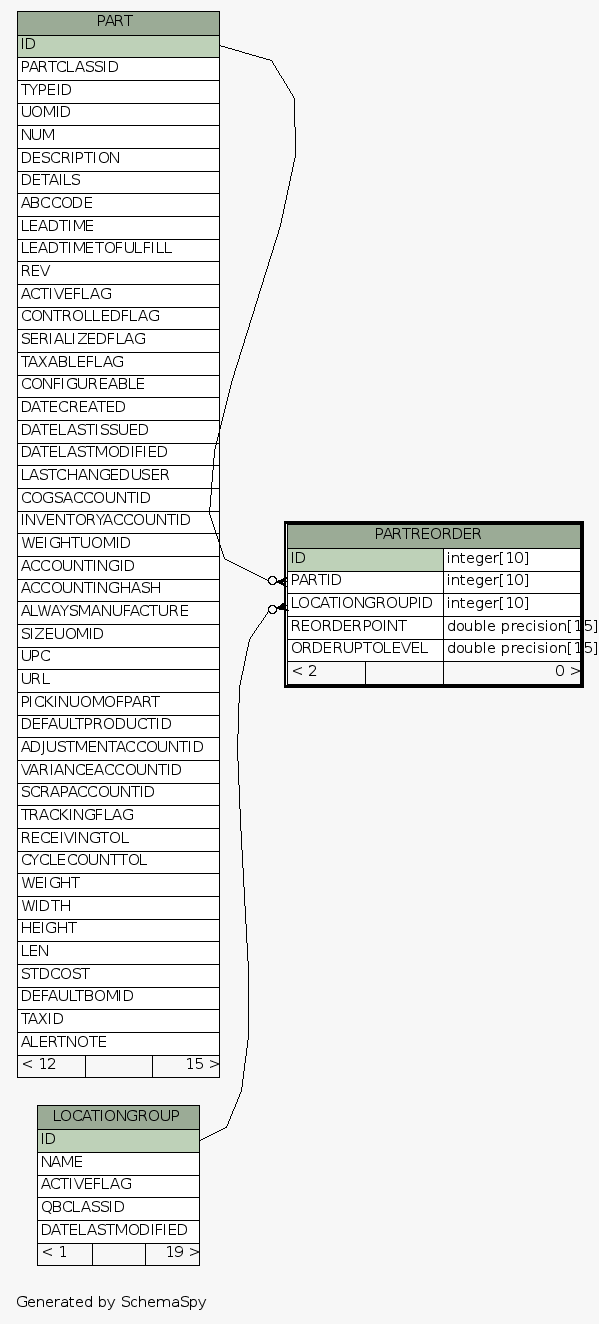 PART
ID
PARTCLASSID
TYPEID
UOMID
NUM
DESCRIPTION
DETAILS
ABCCODE
LEADTIME
LEADTIMETOFULFILL
REV
ACTIVEFLAG
CONTROLLEDFLAG
SERIALIZEDFLAG
TAXABLEFLAG
CONFIGUREABLE
DATECREATED
DATELASTISSUED
DATELASTMODIFIED
LASTCHANGEDUSER
COGSACCOUNTID
INVENTORYACCOUNTID
WEIGHTUOMID
ACCOUNTINGID
ACCOUNTINGHASH
ALWAYSMANUFACTURE
SIZEUOMID
UPC
URL
PICKINUOMOFPART
DEFAULTPRODUCTID
ADJUSTMENTACCOUNTID
VARIANCEACCOUNTID
SCRAPACCOUNTID
TRACKINGFLAG
RECEIVINGTOL
CYCLECOUNTTOL
WEIGHT
WIDTH
HEIGHT
LEN
STDCOST
DEFAULTBOMID
TAXID
ALERTNOTE
< 12 15 >
PARTREORDER
ID integer[10]
PARTID integer[10]
LOCATIONGROUPID integer[10]
REORDERPOINT double precision[15]
ORDERUPTOLEVEL double precision[15]
< 2 0 >
LOCATIONGROUP
ID
NAME
ACTIVEFLAG
QBCLASSID
DATELASTMODIFIED
< 1 19 >
Generated by SchemaSpy